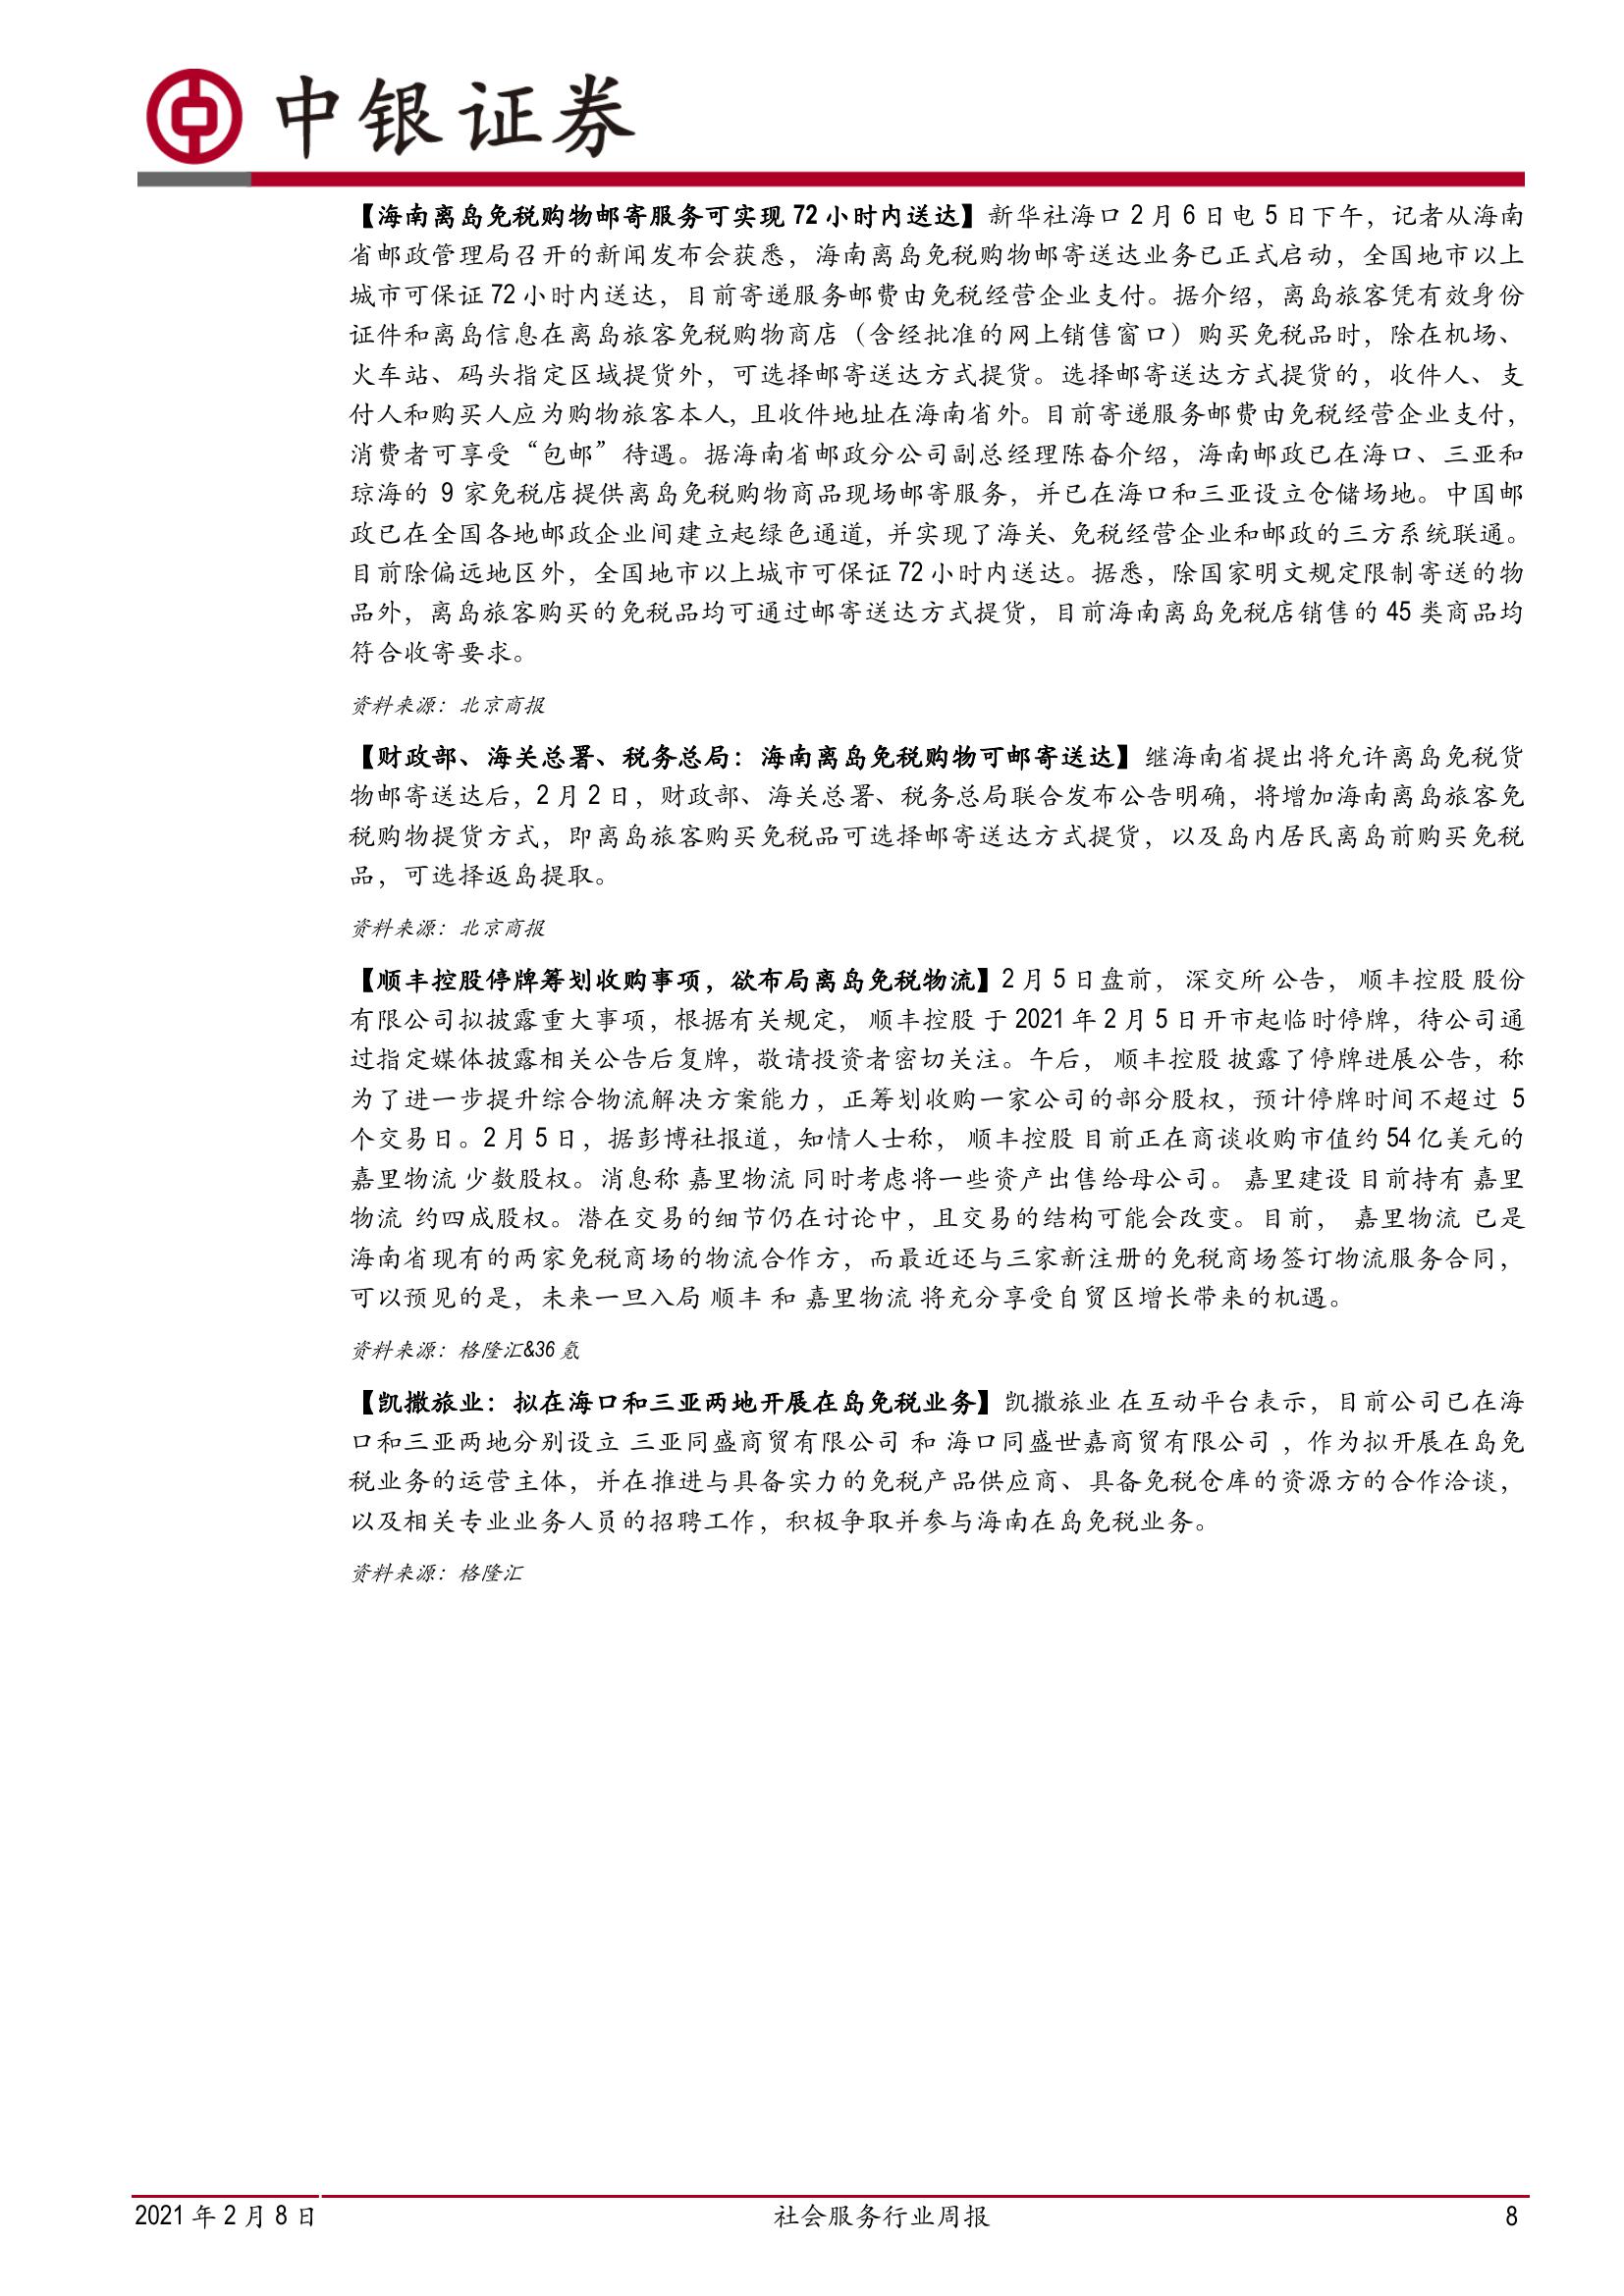 中银证券
【海南离岛免税购物邮寄服务可实现 72 小时内送达】新华社海口 2 月 6 日电 5 日下午，记者从海南
省邮政管理局召开的新闻发布会获悉，海南离岛免税购物邮寄送达业务已正式启动，全国地市以上
城市可保证 72 小时内送达，目前寄递服务邮费由免税经营企业支付。据介绍，离岛旅客凭有效身份
证件和离岛信息在离岛旅客免税购物商店（含经批准的网上销售窗口）购买免税品时，除在机场、
火车站、码头指定区域提货外，可选择邮寄送达方式提货。选择邮寄送达方式提货的，收件人、支
付人和购买人应为购物旅客本人，且收件地址在海南省外。目前寄递服务邮费由免税经营企业支付，
消费者可享受“包邮”待遇。据海南省邮政分公司副总经理陈奋介绍，海南邮政已在海口、三亚和
琼海的 9 家免税店提供离岛免税购物商品现场邮寄服务，并已在海口和三亚设立仓储场地。中国邮
政已在全国各地邮政企业间建立起绿色通道，并实现了海关、免税经营企业和邮政的三方系统联通。
目前除偏远地区外，全国地市以上城市可保证 72 小时内送达。据悉，除国家明文规定限制寄送的物
品外，离岛旅客购买的免税品均可通过邮寄送达方式提货，目前海南离岛免税店销售的 45 类商品均
符合收寄要求。
资料来源：北京商报
【财政部、海关总署、税务总局：海南离岛免税购物可邮寄送达】继海南省提出将允许离岛免税货
物邮寄送达后，2 月 2 日，财政部、海关总署、税务总局联合发布公告明确，将增加海南离岛旅客免
税购物提货方式，即离岛旅客购买免税品可选择邮寄送达方式提货，以及岛内居民离岛前购买免税
品，可选择返岛提取。
资料来源：北京商报
【顺丰控股停牌筹划收购事项，欲布局离岛免税物流】2 月 5 日盘前， 深交所 公告， 顺丰控股 股份
有限公司拟披露重大事项，根据有关规定， 顺丰控股 于 2021 年 2 月 5 日开市起临时停牌，待公司通
过指定媒体披露相关公告后复牌，敬请投资者密切关注。午后， 顺丰控股 披露了停牌进展公告，称
为了进一步提升综合物流解决方案能力，正筹划收购一家公司的部分股权，预计停牌时间不超过 5
个交易日。2 月 5 日，据彭博社报道，知情人士称， 顺丰控股 目前正在商谈收购市值约 54 亿美元的
嘉里物流 少数股权。消息称 嘉里物流 同时考虑将一些资产出售给母公司。 嘉里建设 目前持有 嘉里
物流 约四成股权。潜在交易的细节仍在讨论中，且交易的结构可能会改变。目前， 嘉里物流 已是
海南省现有的两家免税商场的物流合作方，而最近还与三家新注册的免税商场签订物流服务合同，
可以预见的是，未来一旦入局 顺丰 和 嘉里物流 将充分享受自贸区增长带来的机遇。
资料来源：格隆汇&36 氪
【凯撒旅业：拟在海口和三亚两地开展在岛免税业务】凯撒旅业 在互动平台表示，目前公司已在海
口和三亚两地分别设立 三亚同盛商贸有限公司 和 海口同盛世嘉商贸有限公司 ，作为拟开展在岛免
税业务的运营主体，并在推进与具备实力的免税产品供应商、具备免税仓库的资源方的合作洽谈，
以及相关专业业务人员的招聘工作，积极争取并参与海南在岛免税业务。
资料来源：格隆汇
2021 年 2 月 8 日 社会服务行业周报 8